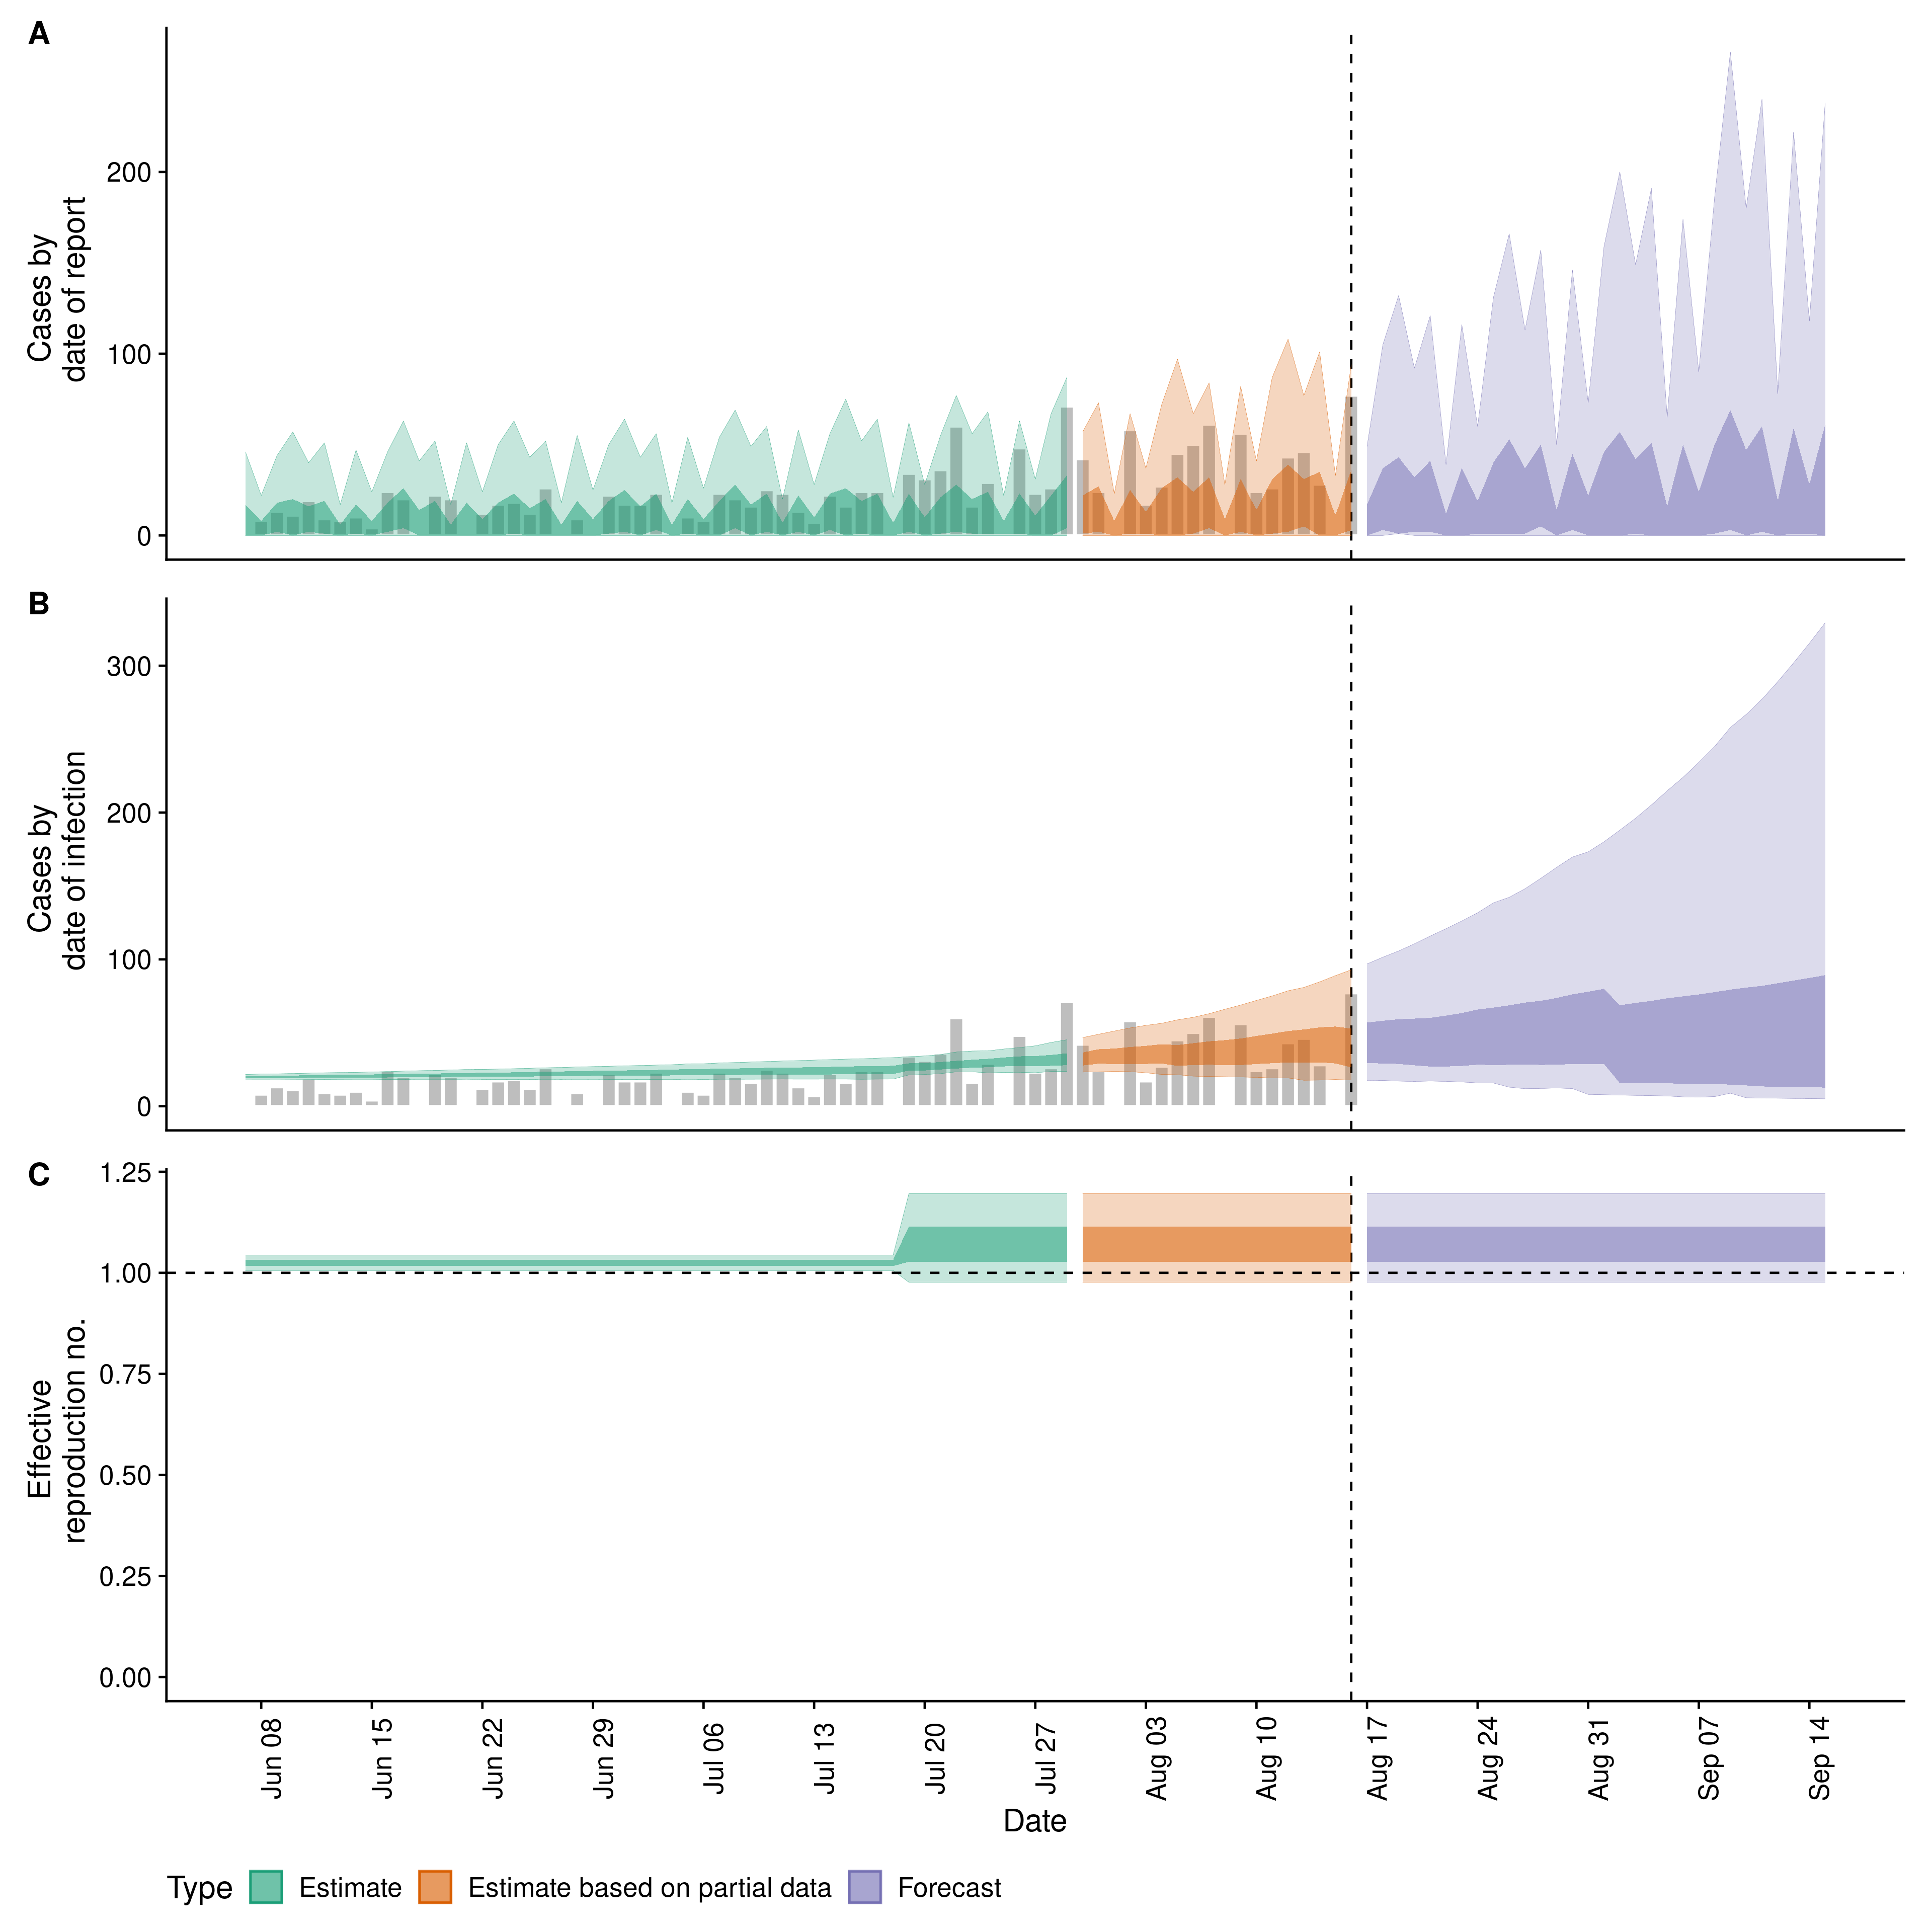 A
Cases by
date of report
200
100
0
B
Cases by
date of infection
300
200
100
0
C
Effective
reproduction no.
1.25
1.00
0.75
0.50
0.25
0.00
Jun 08
Jun 15
Jun 22
Jun 29
Jul 06
Jul 13
Jul 20
Jul 27
Aug 03
Aug 10
Aug 17
Aug 24
Aug 31
Sep 07
Sep 14
Date
Type Estimate Estimate based on partial data Forecast